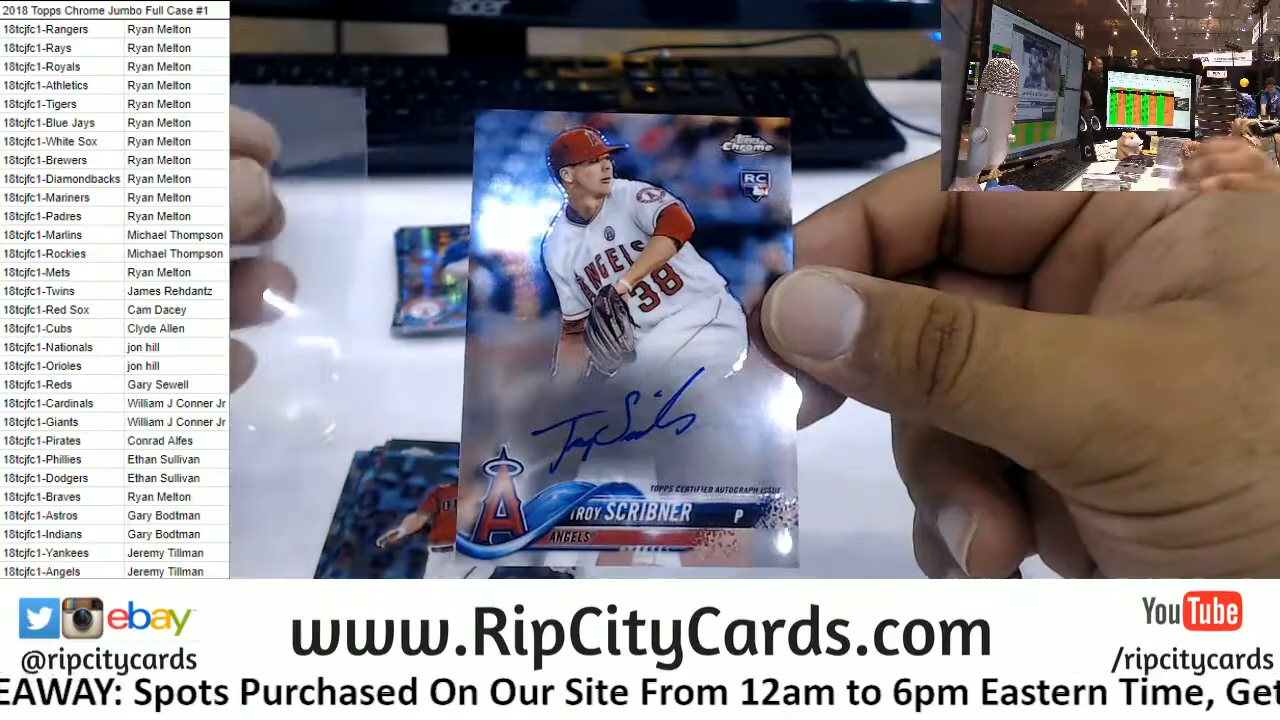 2018 Topps Chrome Jumbo Full Case #1
18tcjfc1-Rangers Ryan Melton
18tcjfc1-Rays Ryan Melton
18tcjfc1-Royals Ryan Melton
18tcjfc1-Athletics Ryan Melton
18tcjfc1-Tigers Ryan Melton
18tcjfc1-Blue Jays Ryan Melton
18tcjfc1-White Sox Ryan Melton
18tcjfc1-Brewers Ryan Melton
18tcjfc1-Diamondbacks Ryan Melton
18tcjfc1-Mariners Ryan Melton
18tcjfc1-Padres Ryan Melton
18tcjfc1-Marlins Michael Thompson
18tcjfc1-Rockies Michael Thompson
18tcjfc1-Mets Ryan Melton
18tcjfc1-Twins James Rehdantz
18tcjfc1-Red Sox Cam Dacey
18tcjfc1-Cubs Clyde Allen
18tcjfc1-Nationals jon hill
18tcjfc1-Orioles jon hill
18tcjfc1-Reds Gary Sewell
18tcjfc1-Cardinals William J Conner Jr
18tcjfc1-Giants William J Conner Jr
18tcjfc1-Pirates Conrad Alfes
18tcjfc1-Phillies Ethan Sullivan
18tcjfc1-Dodgers Ethan Sullivan
18tcjfc1-Braves Ryan Melton
18tcjfc1-Astros Gary Bodtman
18tcjfc1-Indians Gary Bodtman
18tcjfc1-Yankees Jeremy Tillman
18tcjfc1-Angels Jeremy Tillman
acer
Topps
Chrome
RC
ANGELS
38
TOPPS CERTIFIED AUTOGRAPH ISSUE
TROY SCRIBNER P
ANGELS
ebay
@ripcitycards
www.RipCityCards.com
YouTube
/ripcitycards
EAWAY: Spots Purchased On Our Site From 12am to 6pm Eastern Time, Get